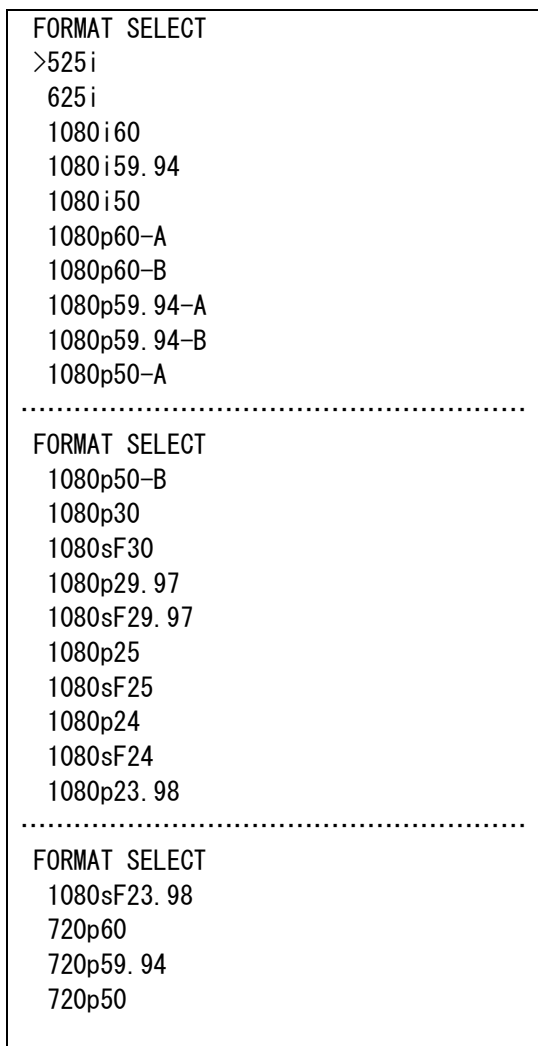 FORMAT SELECT
>525i
625i
1080i60
1080i59.94
1080i50
1080p60-A
1080p60-B
1080p59.94-A
1080p59.94-B
1080p50-A
FORMAT SELECT
1080p50-B
1080p30
1080sF30
1080p29.97
1080sF29.97
1080p25
1080sF25
1080p24
1080sF24
1080p23.98
FORMAT SELECT
1080sF23.98
720p60
720p59.94
720p50